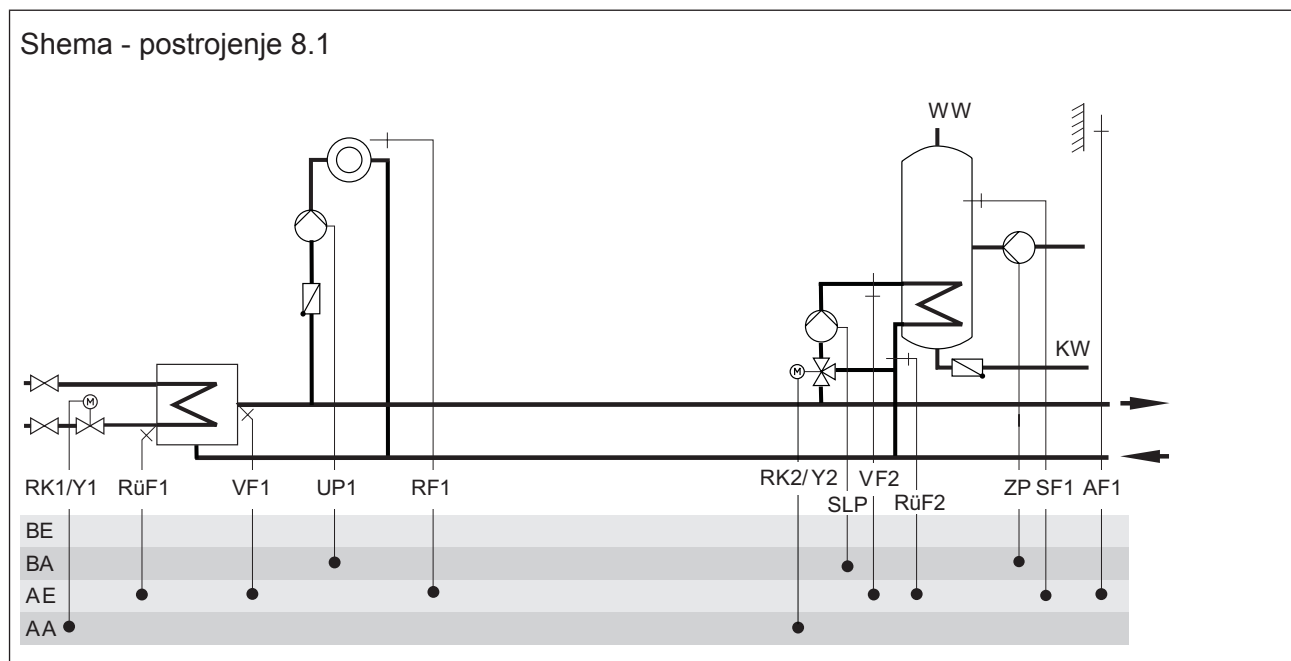 Shema - postrojenje 8.1
WW
KW
M
M
RK1/Y1 RüF1 VF1 UP1 RF1 RK2/Y2 VF2 ZP SF1 AF1
SLP RüF2
BE
BA
AE
AA